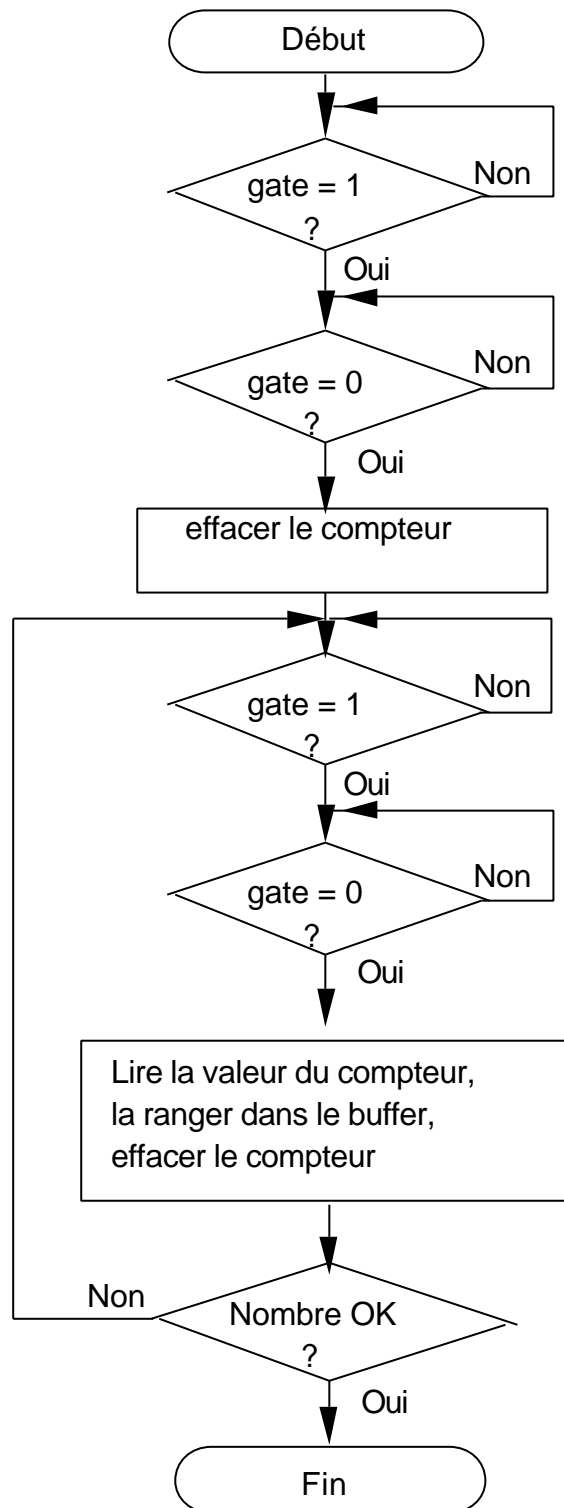 Début
gate = 1
?
Non
Oui
gate = 0
?
Non
Oui
effacer le compteur
gate = 1
?
Non
Oui
gate = 0
?
Non
Oui
Lire la valeur du compteur,
la ranger dans le buffer,
effacer le compteur
Non
Nombre OK
?
Oui
Fin